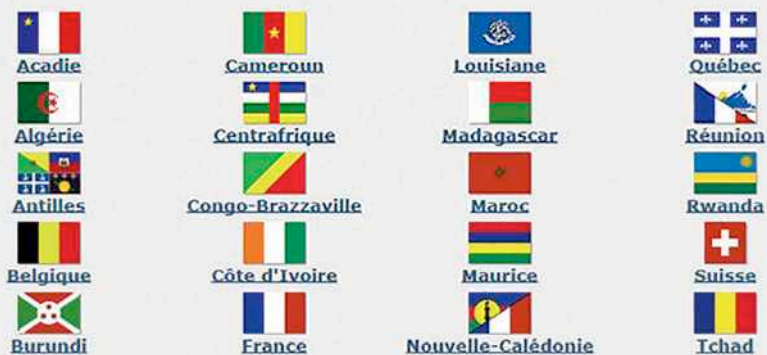 Acadie Cameroun Louisiane Québec
Algérie Centrafrique Madagascar Réunion
Antilles Congo-Brazzaville Maroc Rwanda
Belgique Côte d'Ivoire Maurice Suisse
Burundi France Nouvelle-Calédonie Tchad